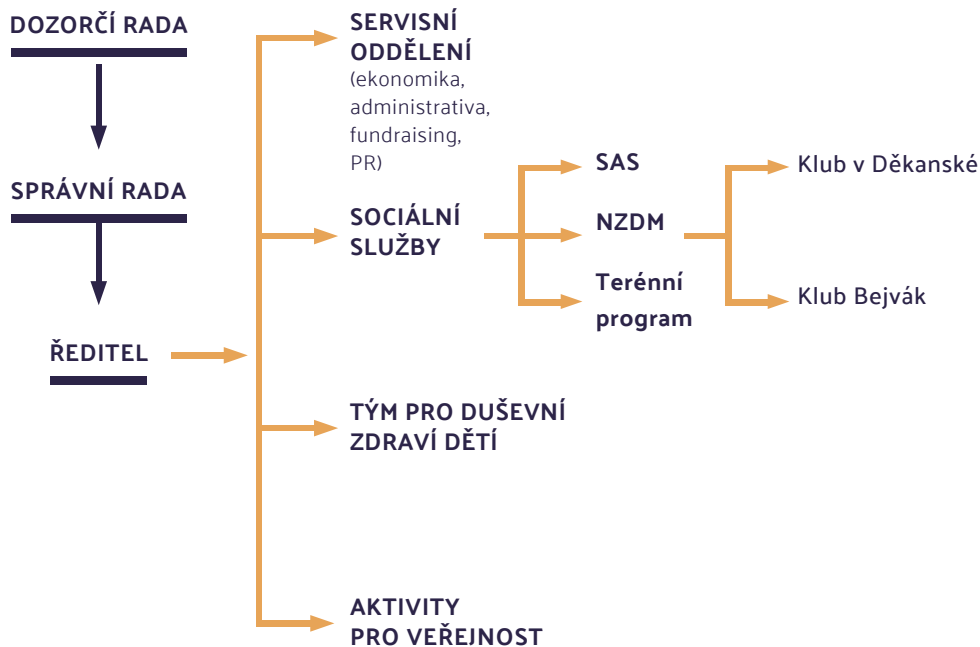 DOZORČÍ RADA
SPRÁVNÍ RADA
ŘEDITEL
SERVISNÍ
ODDĚLENÍ
(ekonomika,
administrativa,
fundraising,
PR)
SOCIÁLNÍ
SLUŽBY
SAS
NZDM
Terénní
program
Klub v Děkanské
Klub Bejvák
TÝM PRO DUŠEVNÍ
ZDRAVÍ DĚTÍ
AKTIVITY
PRO VEŘEJNOST